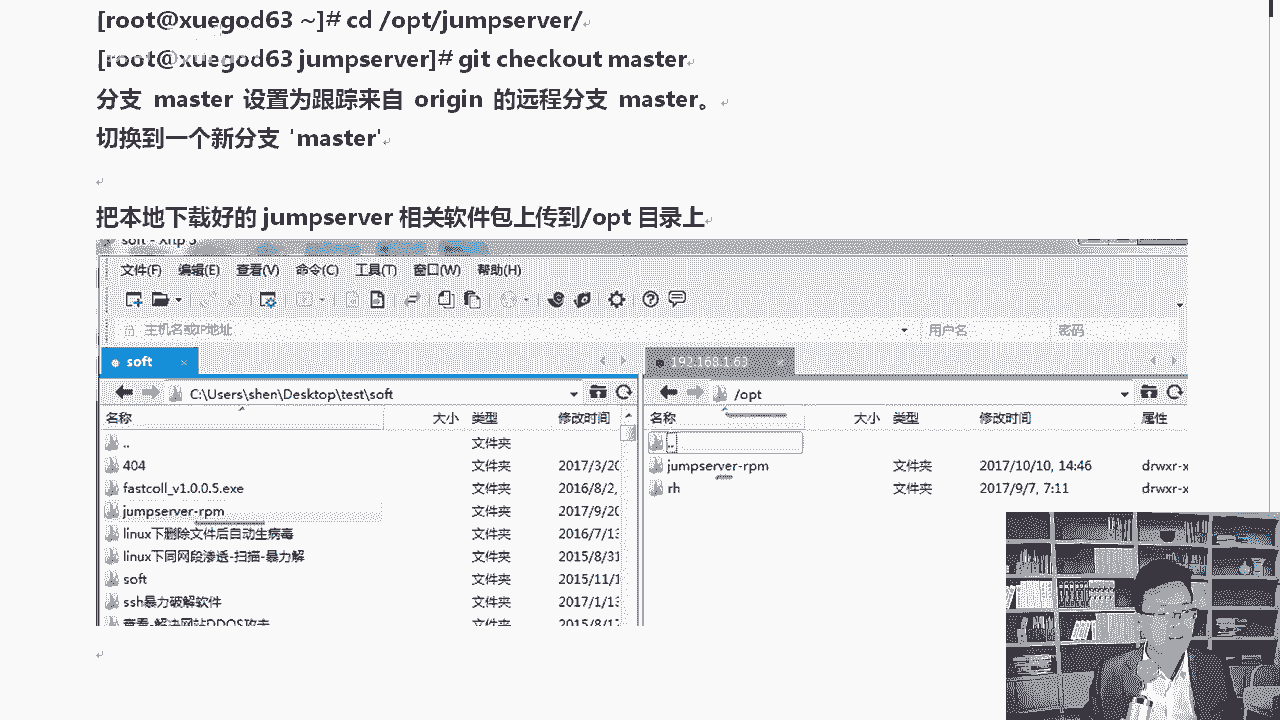 [root@xuegod63 ~]# cd /opt/jumpserver/
[root@xuegod63 jumpserver]# git checkout master
分支 master 设置为跟踪来自 origin 的远程分支 master。
切换到一个新分支 'master'
把本地下载好的 jumpserver 相关软件包上传到/opt 目录上
soft - Xftp 5
文件(F) 编辑(E) 查看(V) 命令(C) 工具(T) 窗口(W) 帮助(H)
主机名或IP地址 用户名 密码
soft 192.168.1.63
C:\Users\shen\Desktop\test\soft /opt
名称 大小 类型 修改时间 名称 大小 类型 修改时间 属性
.. 文件夹 ..
404 文件夹 2017/3/20 jumpserver-rpm 文件夹 2017/10/10, 14:46 drwxr-x
fastcoll_v1.0.0.5.exe 文件夹 2016/8/2, rh 文件夹 2017/9/7, 7:11 drwxr-x
jumpserver-rpm 文件夹 2017/9/20
linux下删除文件后自动生病毒 文件夹 2016/7/13
linux下同网段渗透-扫描-暴力解 文件夹 2015/8/31
soft 文件夹 2015/11/1
ssh暴力破解软件 文件夹 2017/1/13
-解决网站DDOS攻击 文件夹 2015/8/17